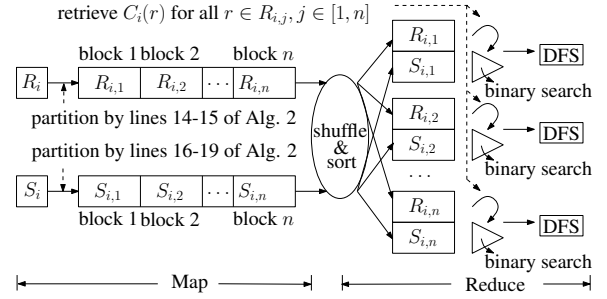 retrieve C_i(r) for all r ∈ R_{i,j}, j ∈ [1, n]
block 1 block 2 block n
R_i R_{i,1} R_{i,2} ⋯ R_{i,n}
partition by lines 14-15 of Alg. 2
partition by lines 16-19 of Alg. 2
S_i S_{i,1} S_{i,2} ⋯ S_{i,n}
block 1 block 2 block n
shuffle
&
sort
R_{i,1}
S_{i,1}
DFS
binary search
R_{i,2}
S_{i,2}
DFS
binary search
⋯
R_{i,n}
S_{i,n}
DFS
binary search
Map
Reduce